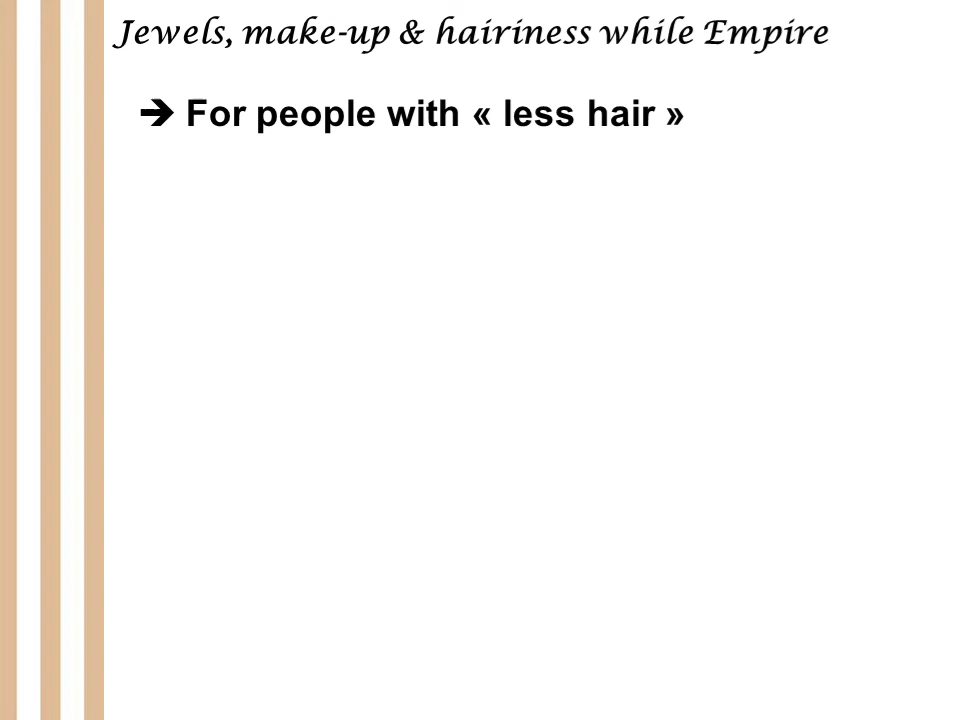 Jewels, make-up & hairiness while Empire
➔ For people with « less hair »